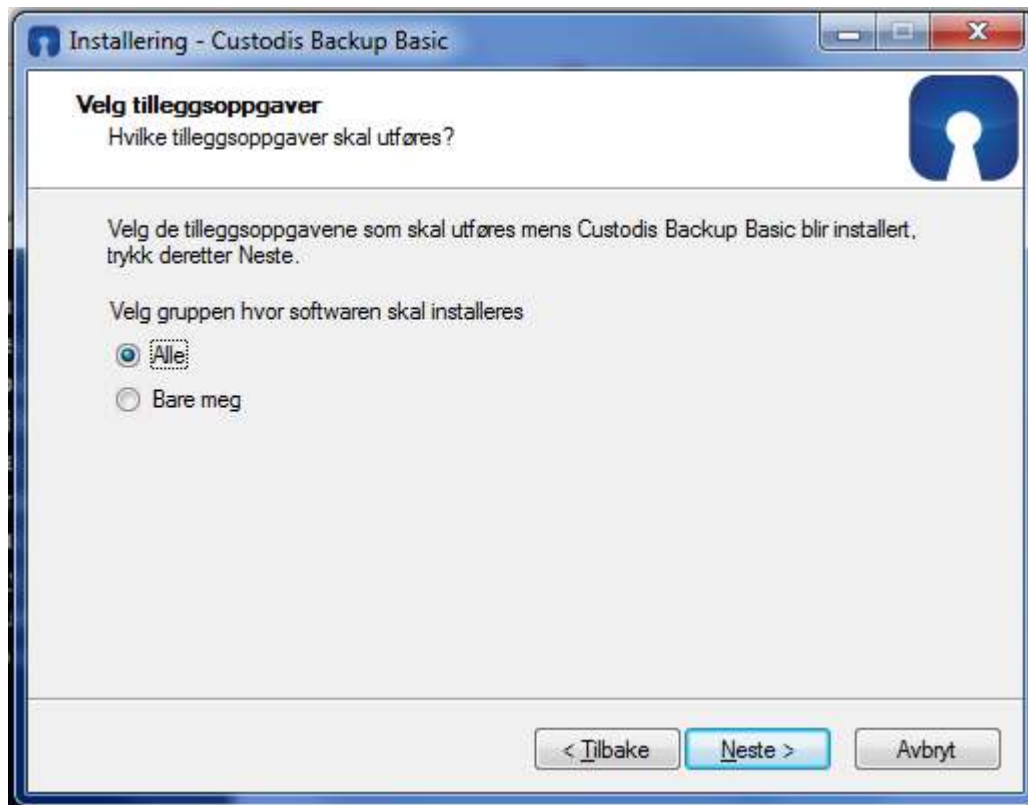 Installering - Custodis Backup Basic
Velg tilleggsoppgaver
Hvilke tilleggsoppgaver skal utføres?
Velg de tilleggsoppgavene som skal utføres mens Custodis Backup Basic blir installert,
trykk deretter Neste.
Velg gruppen hvor softwaren skal installeres
Alle
Bare meg
< Tilbake
Neste >
Avbryt